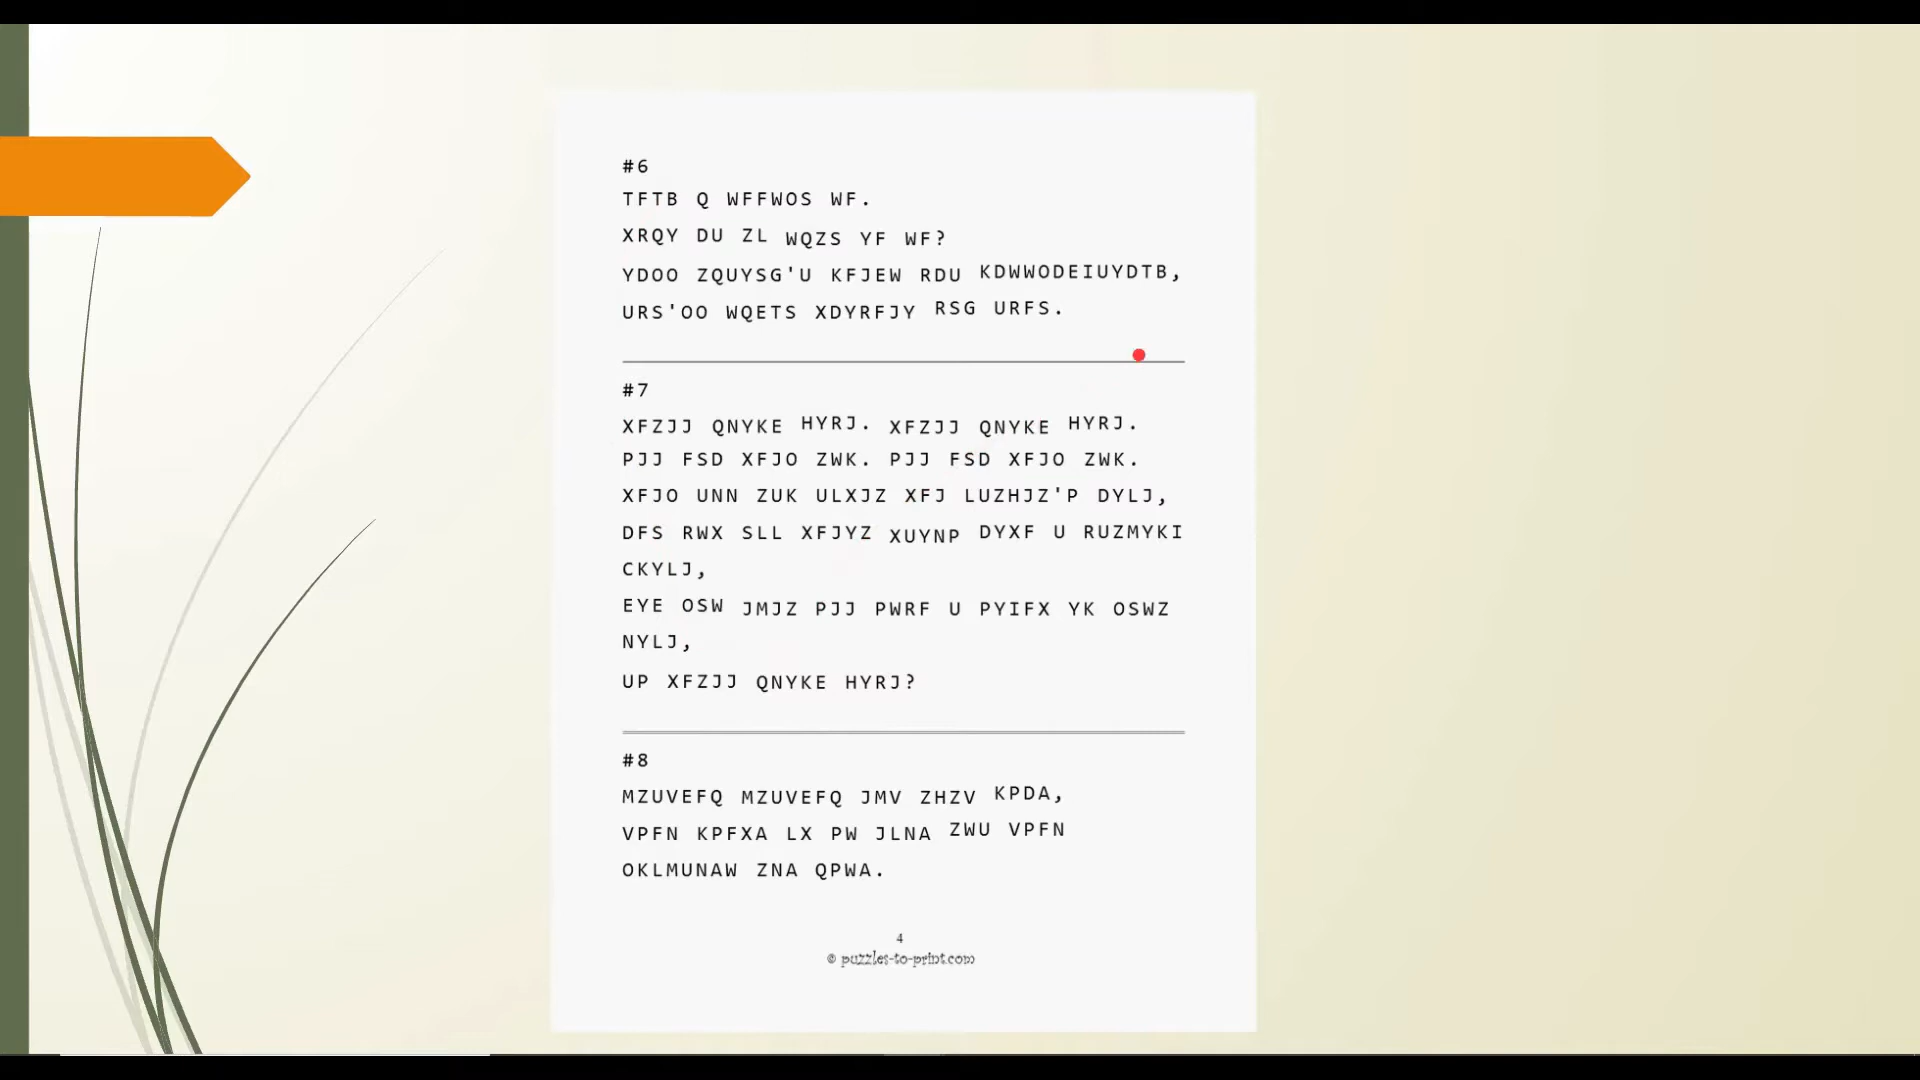 #6
TFTB Q WFFWOS WF.
XRQY DU ZL WQZS YF WF?
YDOO ZQUYSG'U KFJEW RDU KDWWODEIUYDTB,
URS'OO WQETS XDYRFJY RSG URFS.
#7
XFZJJ QNYKE HYRJ. XFZJJ QNYKE HYRJ.
PJJ FSD XFJO ZWK. PJJ FSD XFJO ZWK.
XFJO UNN ZUK ULXJZ XFJ LUZHJZ'P DYLJ,
DFS RWX SLL XFJYZ XUYNP DYXF U RUZMYKI
CKYLJ,
EYE OSW JMJZ PJJ PWRF U PYIFX YK OSWZ
NYLJ,
UP XFZJJ QNYKE HYRJ?
#8
MZUVEFQ MZUVEFQ JMV ZHZV KPDA,
VPFN KPFXA LX PW JLNA ZWU VPFN
OKLMUNAW ZNA QPWA.
4
© puzzles-to-print.com